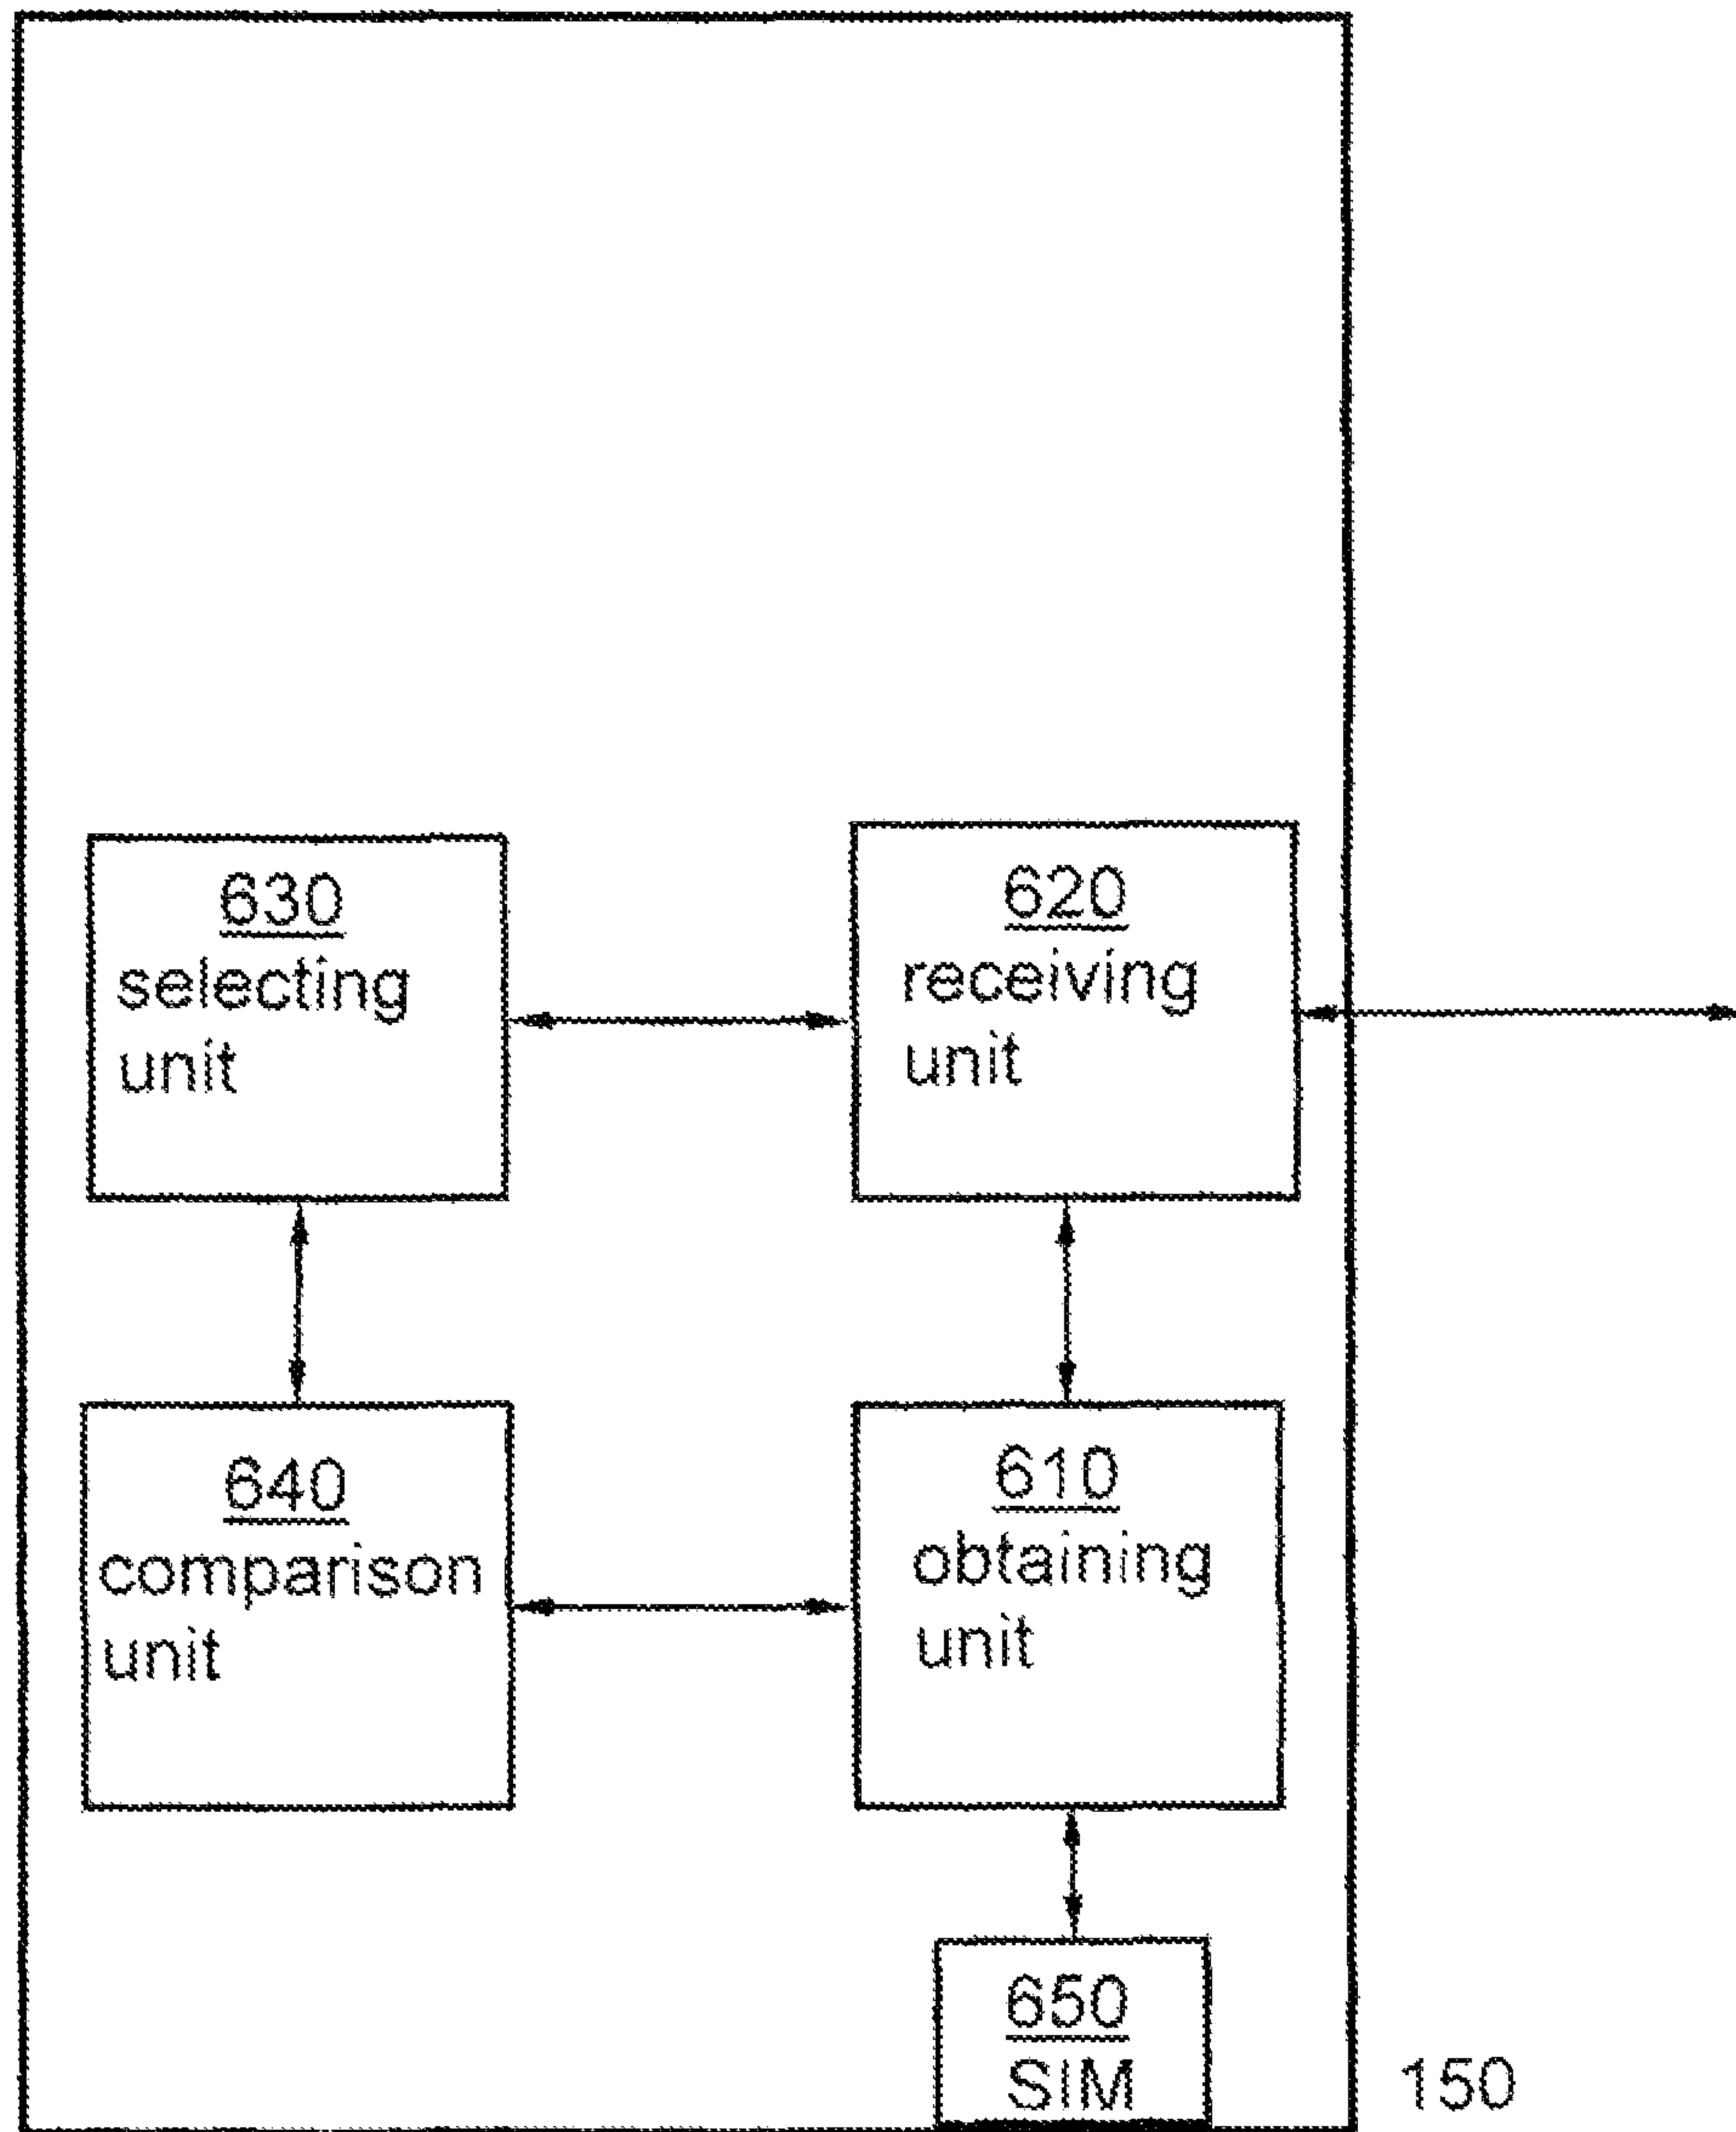 630
selecting
unit
620
receiving
unit
640
comparison
unit
610
obtaining
unit
650
SIM
150